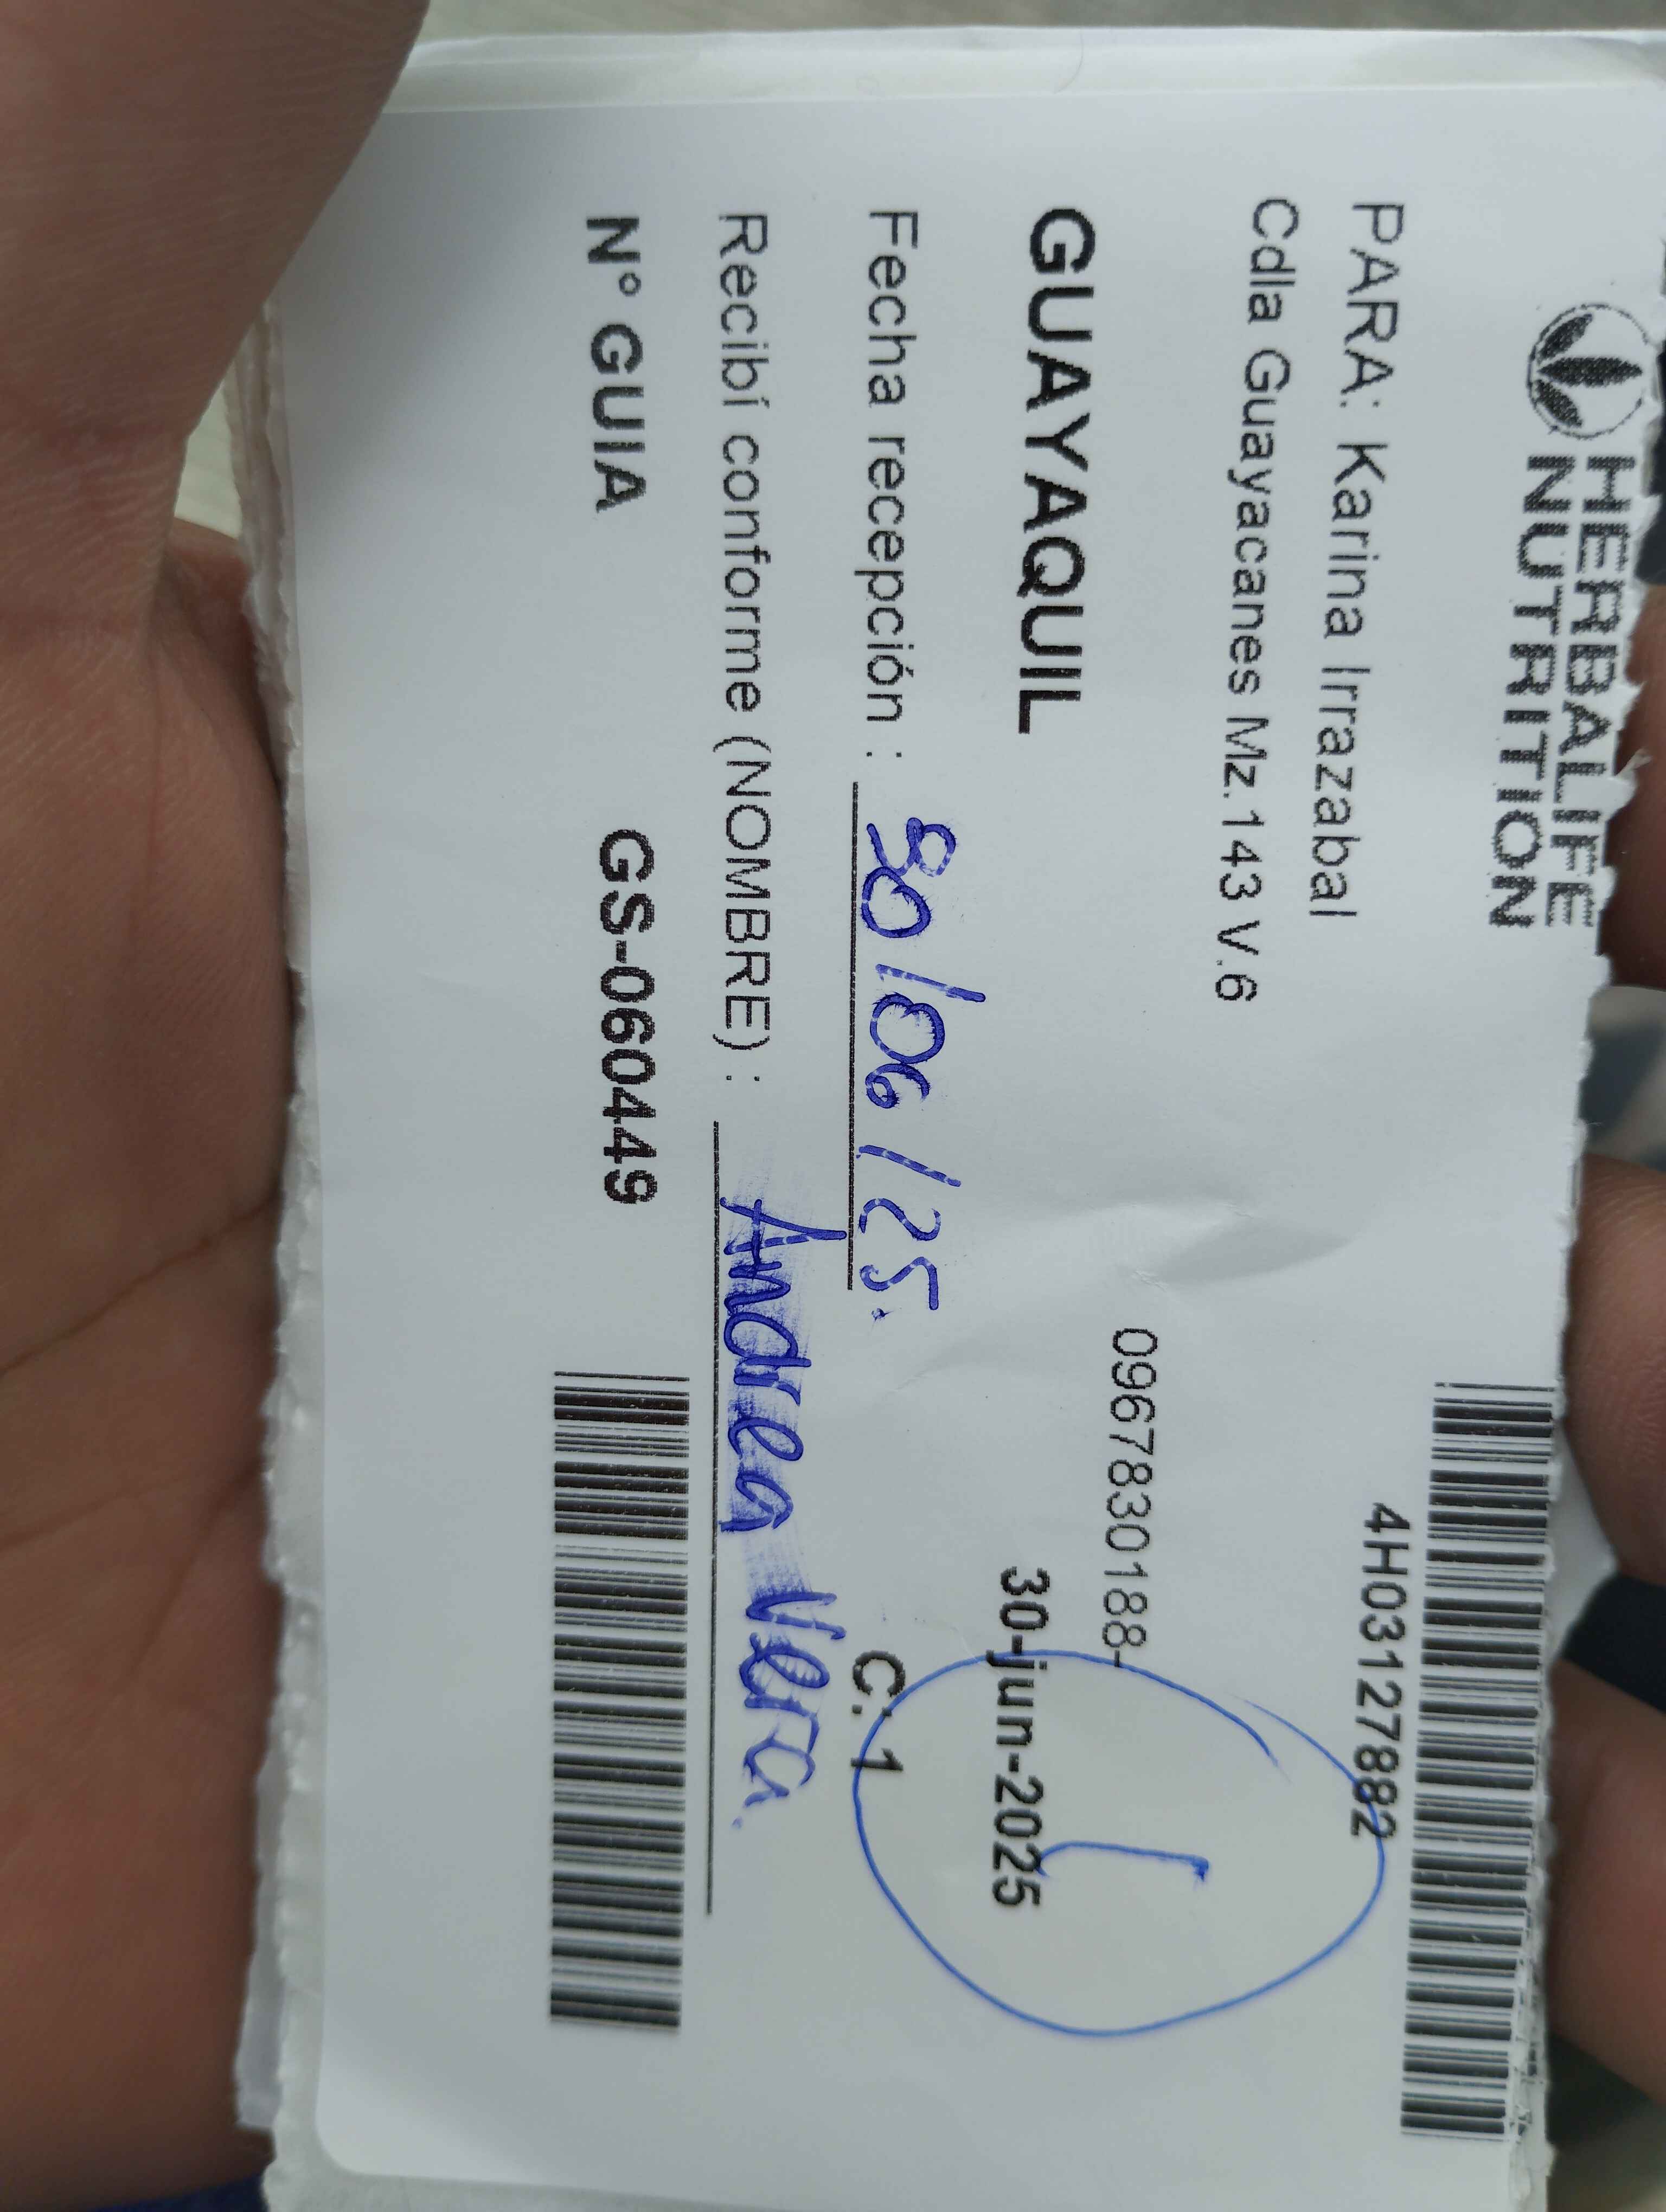 HERBALIFE
NUTRITION
4H03127882
PARA: Karina Irrazabal
Cdla Guayacanes Mz.143 V.6
0967830188-
GUAYAQUIL
30-jun-2025
Fecha recepción : 30/06/25.
C: 1
Recibí conforme (NOMBRE) : Andrea Vera.
N° GUIA GS-060449